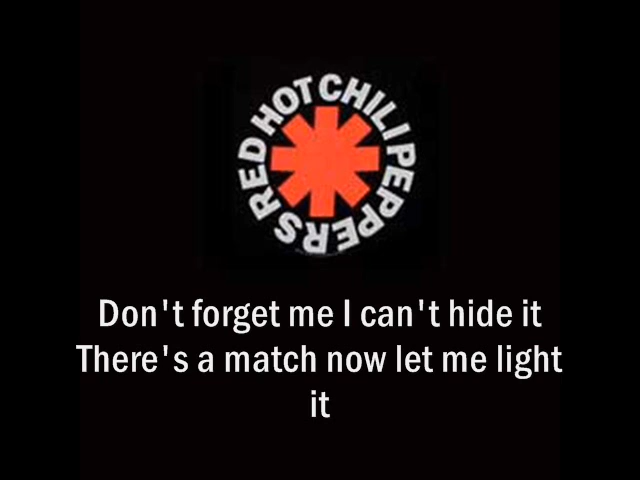 RED HOT CHILI PEPPERS
Don't forget me I can't hide it
There's a match now let me light
it